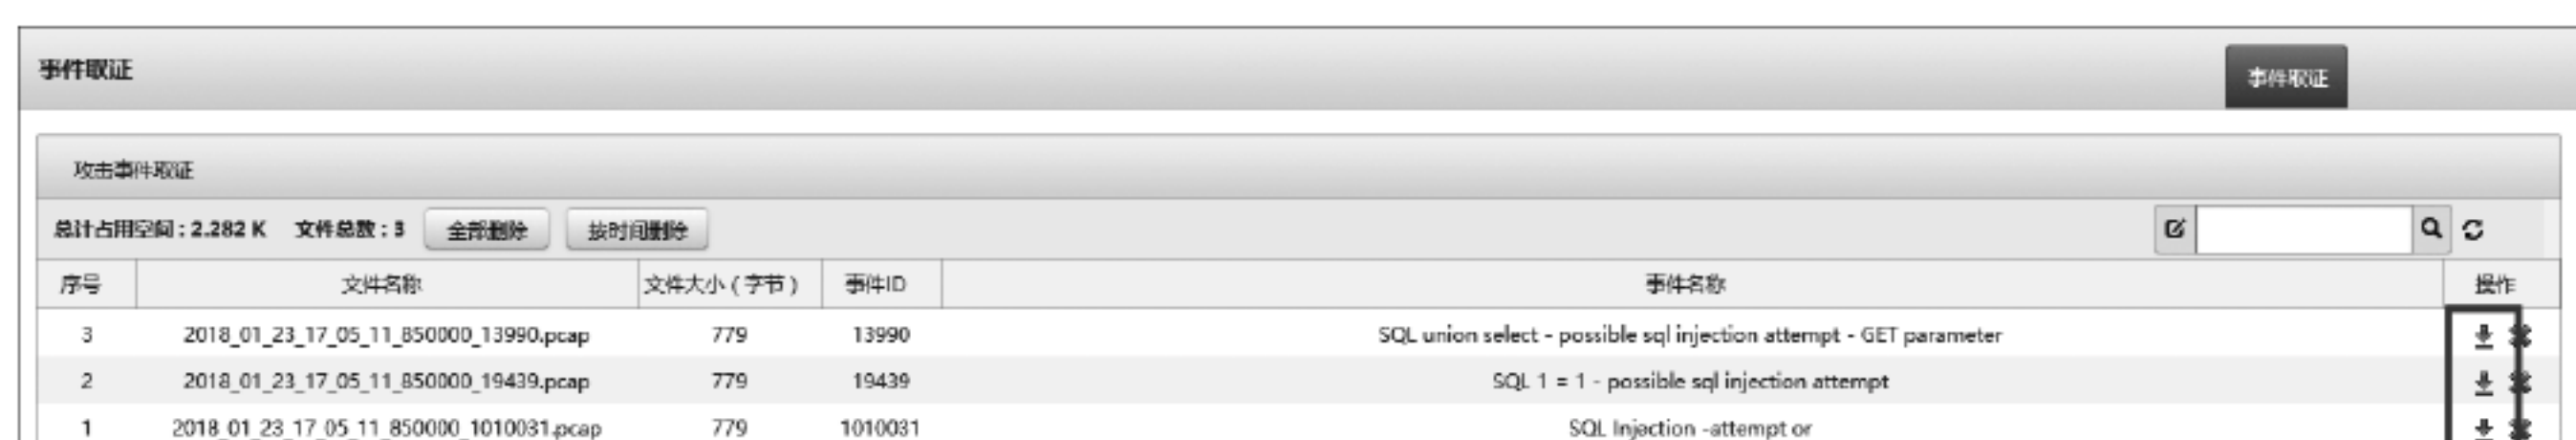 事件取证 事件取证
攻击事件取证
总计占用空间：2.282 K 文件总数：3 全部删除 按时间删除
序号 文件名称 文件大小（字节） 事件ID 事件名称 操作
3 2018_01_23_17_05_11_850000_13990.pcap 779 13990 SQL union select - possible sql injection attempt - GET parameter
2 2018_01_23_17_05_11_850000_19439.pcap 779 19439 SQL 1 = 1 - possible sql injection attempt
1 2018_01_23_17_05_11_850000_1010031.pcap 779 1010031 SQL Injection -attempt or